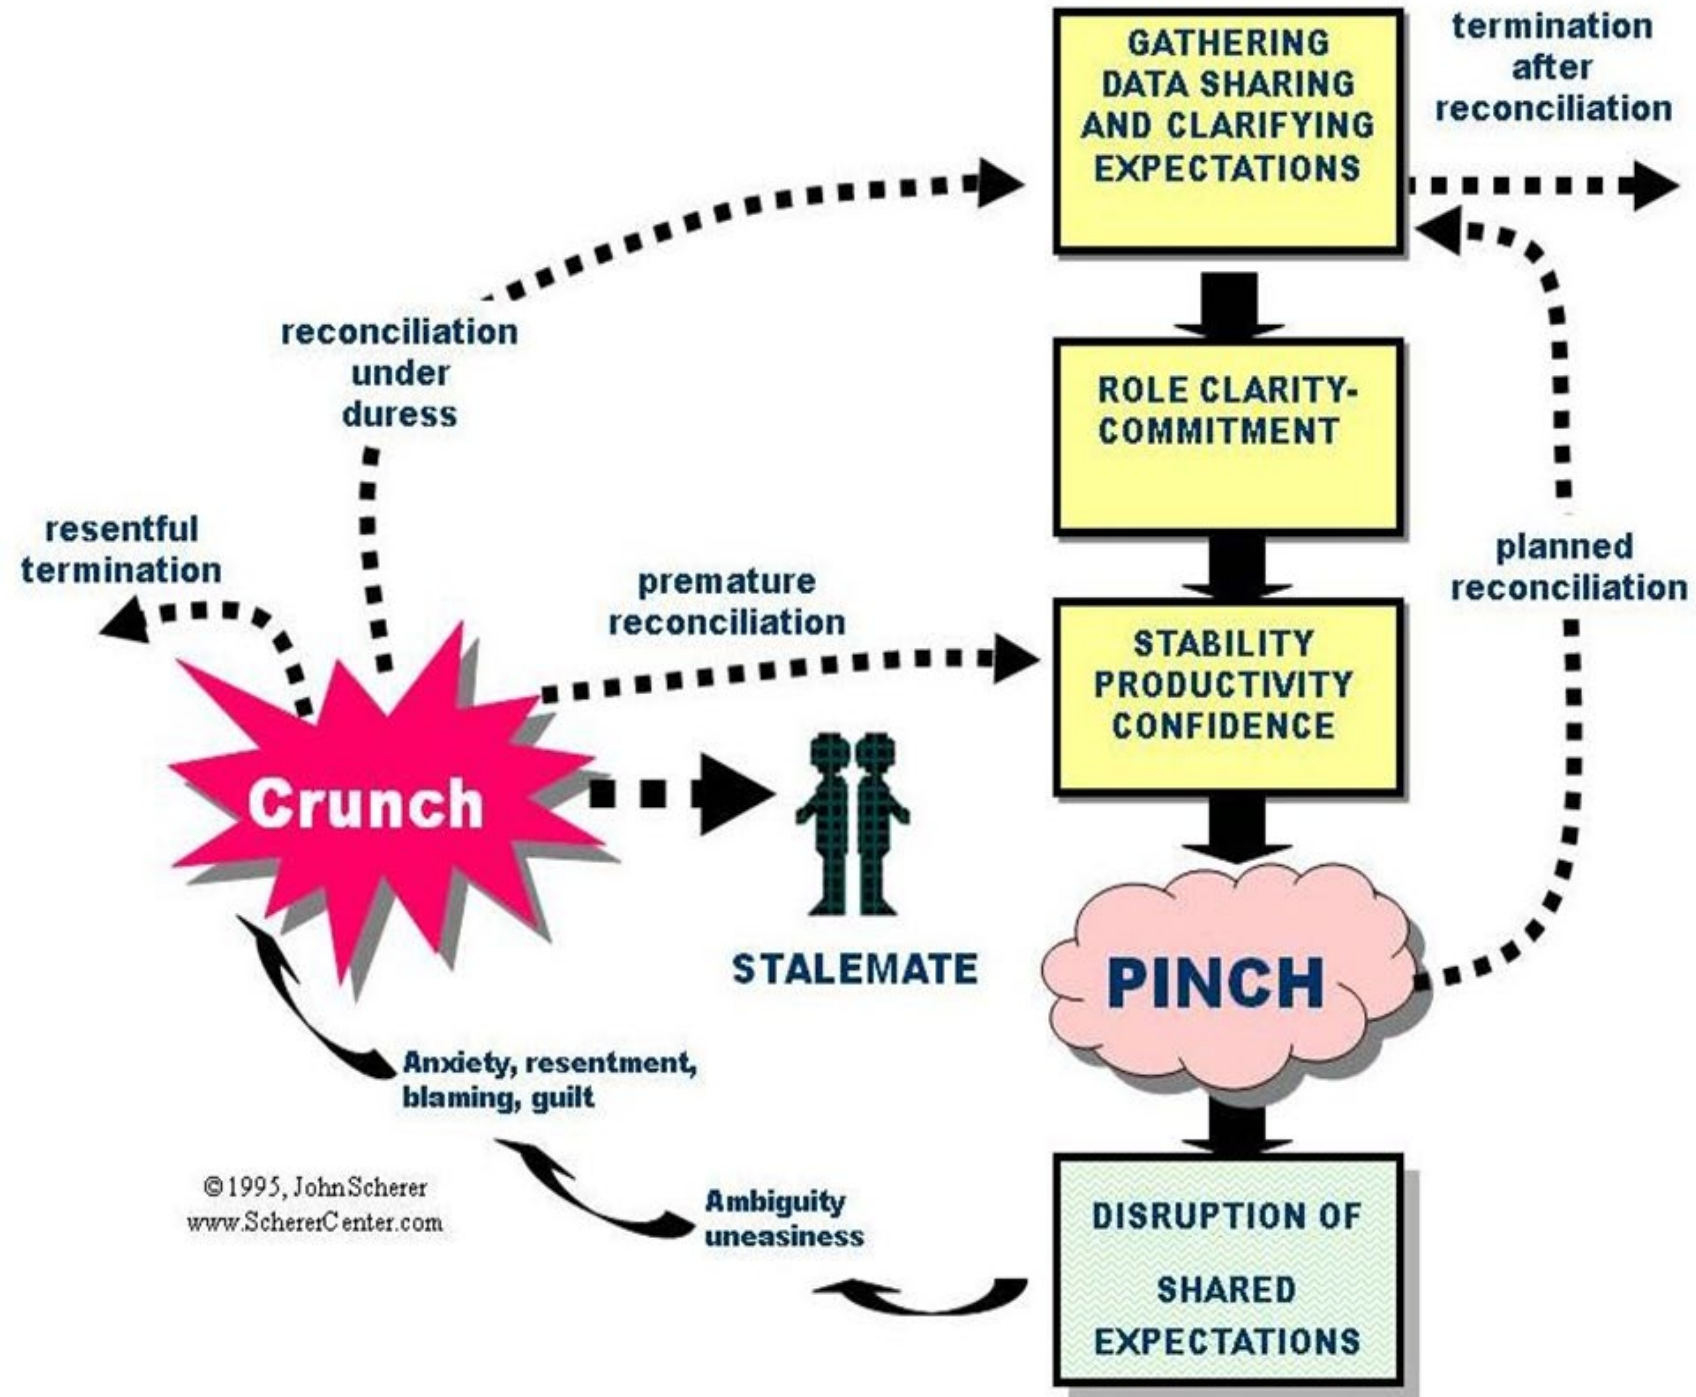 GATHERING
DATA SHARING
AND CLARIFYING
EXPECTATIONS
termination
after
reconciliation
reconciliation
under
duress
ROLE CLARITY-
COMMITMENT
resentful
termination
premature
reconciliation
planned
reconciliation
STABILITY
PRODUCTIVITY
CONFIDENCE
Crunch
STALEMATE
PINCH
Anxiety, resentment,
blaming, guilt
Ambiguity
uneasiness
DISRUPTION OF
SHARED
EXPECTATIONS
©1995, JohnScherer
www.SchererCenter.com